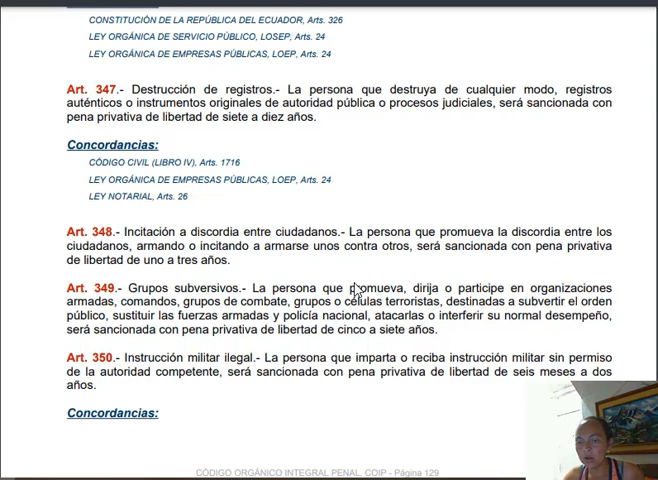 CONSTITUCIÓN DE LA REPÚBLICA DEL ECUADOR, Arts. 326
LEY ORGÁNICA DE SERVICIO PÚBLICO, LOSEP, Arts. 24
LEY ORGÁNICA DE EMPRESAS PÚBLICAS, LOEP, Arts. 24
Art. 347.- Destrucción de registros.- La persona que destruya de cualquier modo, registros
auténticos o instrumentos originales de autoridad pública o procesos judiciales, será sancionada con
pena privativa de libertad de siete a diez años.
Concordancias:
CÓDIGO CIVIL (LIBRO IV), Arts. 1716
LEY ORGÁNICA DE EMPRESAS PÚBLICAS, LOEP, Arts. 24
LEY NOTARIAL, Arts. 26
Art. 348.- Incitación a discordia entre ciudadanos.- La persona que promueva la discordia entre los
ciudadanos, armando o incitando a armarse unos contra otros, será sancionada con pena privativa
de libertad de uno a tres años.
Art. 349.- Grupos subversivos.- La persona que promueva, dirija o participe en organizaciones
armadas, comandos, grupos de combate, grupos o células terroristas, destinadas a subvertir el orden
público, sustituir las fuerzas armadas y policía nacional, atacarlas o interferir su normal desempeño,
será sancionada con pena privativa de libertad de cinco a siete años.
Art. 350.- Instrucción militar ilegal.- La persona que imparta o reciba instrucción militar sin permiso
de la autoridad competente, será sancionada con pena privativa de libertad de seis meses a dos
años.
Concordancias:
CÓDIGO ORGÁNICO INTEGRAL PENAL, COIP - Página 129